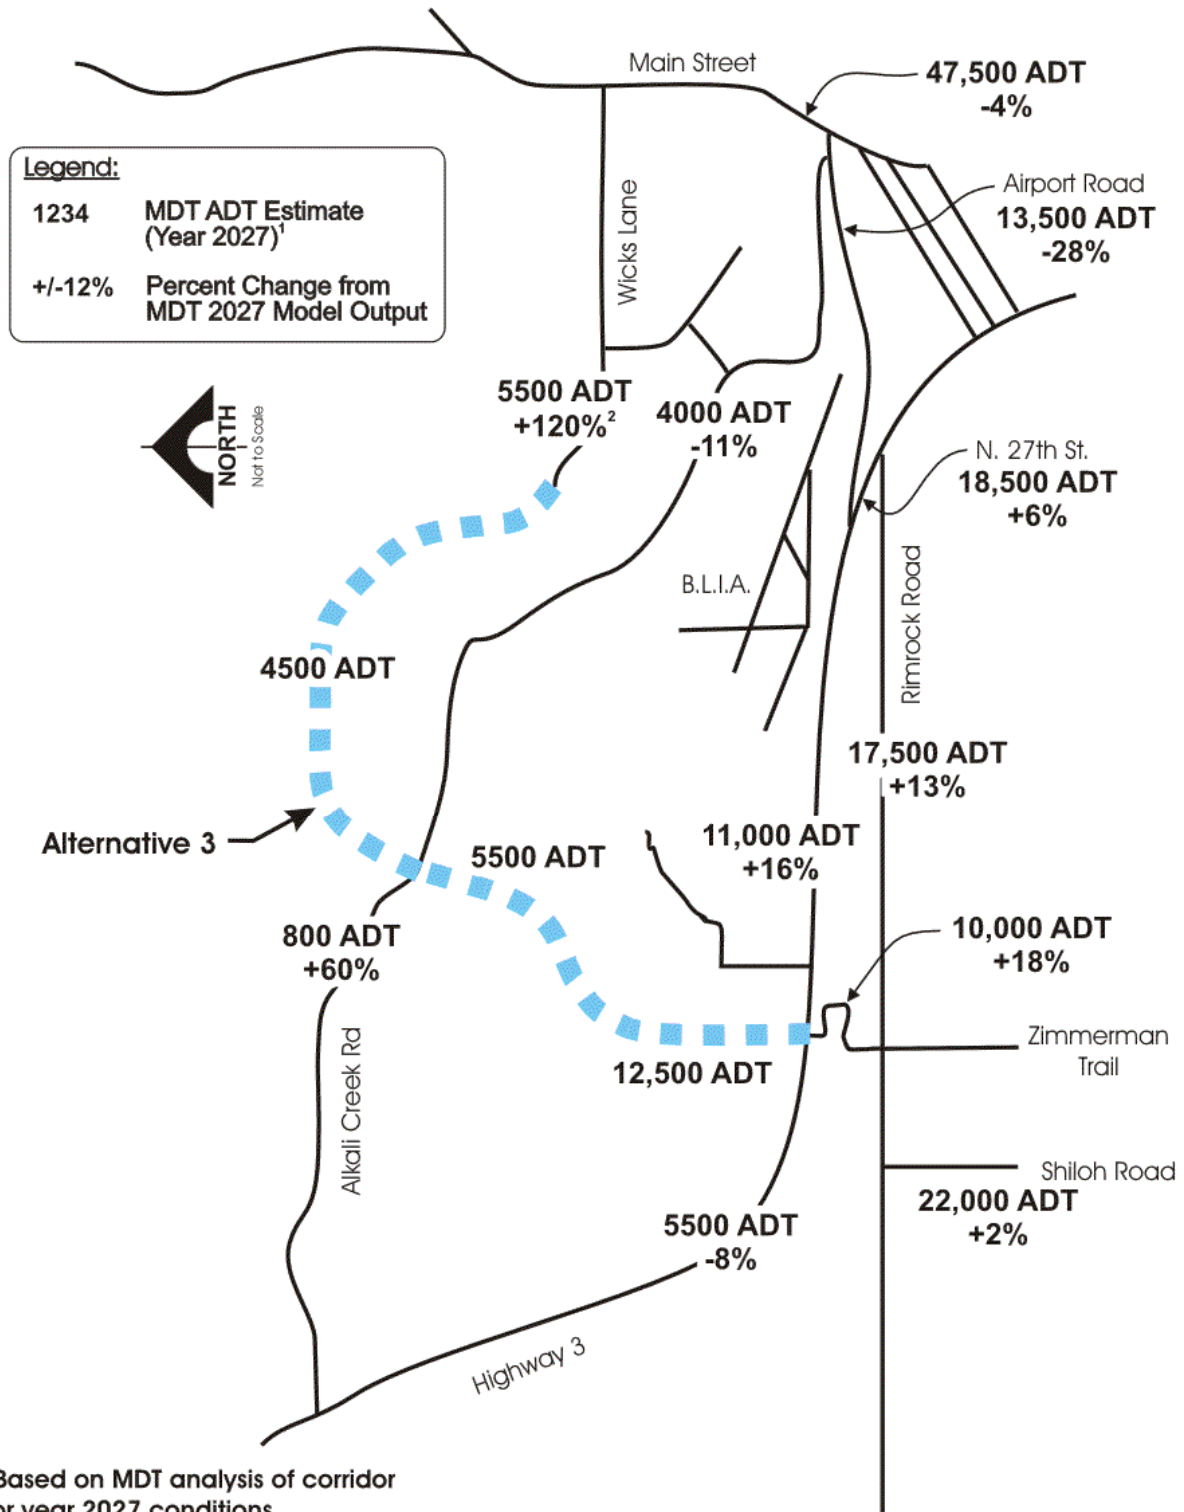 Main Street
47,500 ADT
-4%
Legend:
1234 MDT ADT Estimate
(Year 2027)¹
+/-12% Percent Change from
MDT 2027 Model Output
Wicks Lane
Airport Road
13,500 ADT
-28%
NORTH
Not to Scale
5500 ADT
+120%²
4000 ADT
-11%
N. 27th St.
18,500 ADT
+6%
B.L.I.A.
Rimrock Road
4500 ADT
17,500 ADT
+13%
Alternative 3
5500 ADT
11,000 ADT
+16%
800 ADT
+60%
10,000 ADT
+18%
Alkali Creek Rd
Zimmerman
Trail
12,500 ADT
Shiloh Road
22,000 ADT
+2%
5500 ADT
-8%
Highway 3
Based on MDT analysis of corridor
or year 2027 conditions